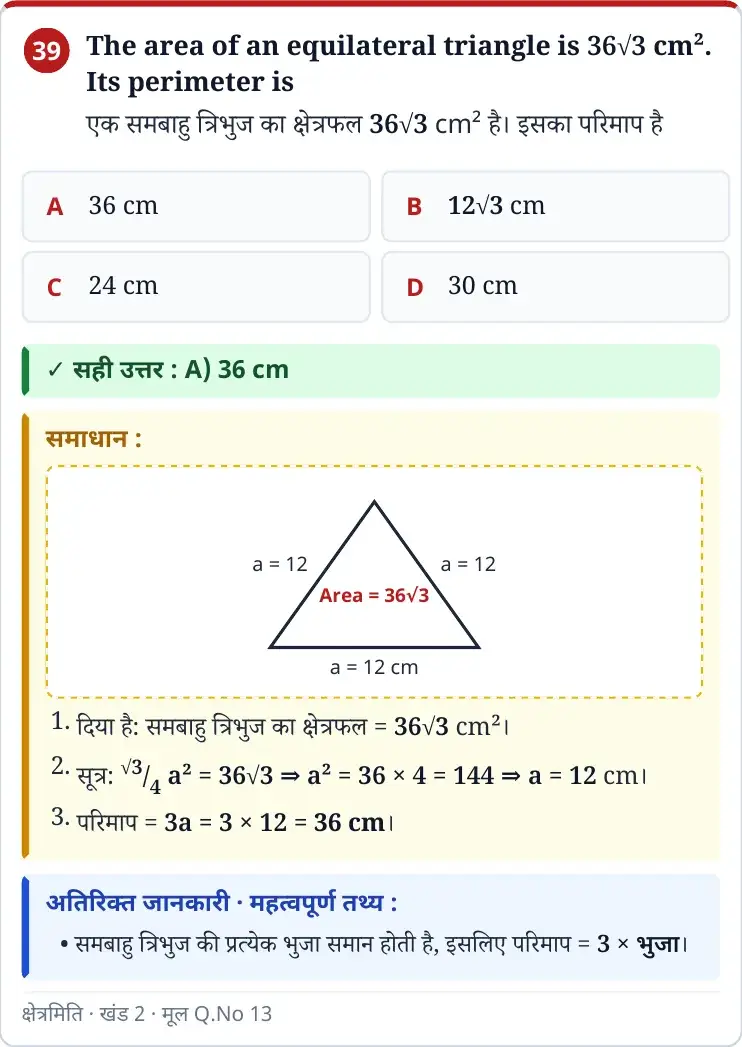 39 The area of an equilateral triangle is 36√3 cm².
Its perimeter is
एक समबाहु त्रिभुज का क्षेत्रफल 36√3 cm² है। इसका परिमाप है
A 36 cm
B 12√3 cm
C 24 cm
D 30 cm
✓ सही उत्तर : A) 36 cm
समाधान :
a = 12
a = 12
Area = 36√3
a = 12 cm
1. दिया है: समबाहु त्रिभुज का क्षेत्रफल = 36√3 cm²।
2. सूत्र: √3/4 a² = 36√3 ⇒ a² = 36 × 4 = 144 ⇒ a = 12 cm।
3. परिमाप = 3a = 3 × 12 = 36 cm।
अतिरिक्त जानकारी · महत्वपूर्ण तथ्य :
• समबाहु त्रिभुज की प्रत्येक भुजा समान होती है, इसलिए परिमाप = 3 × भुजा।
क्षेत्रमिति · खंड 2 · मूल Q.No 13